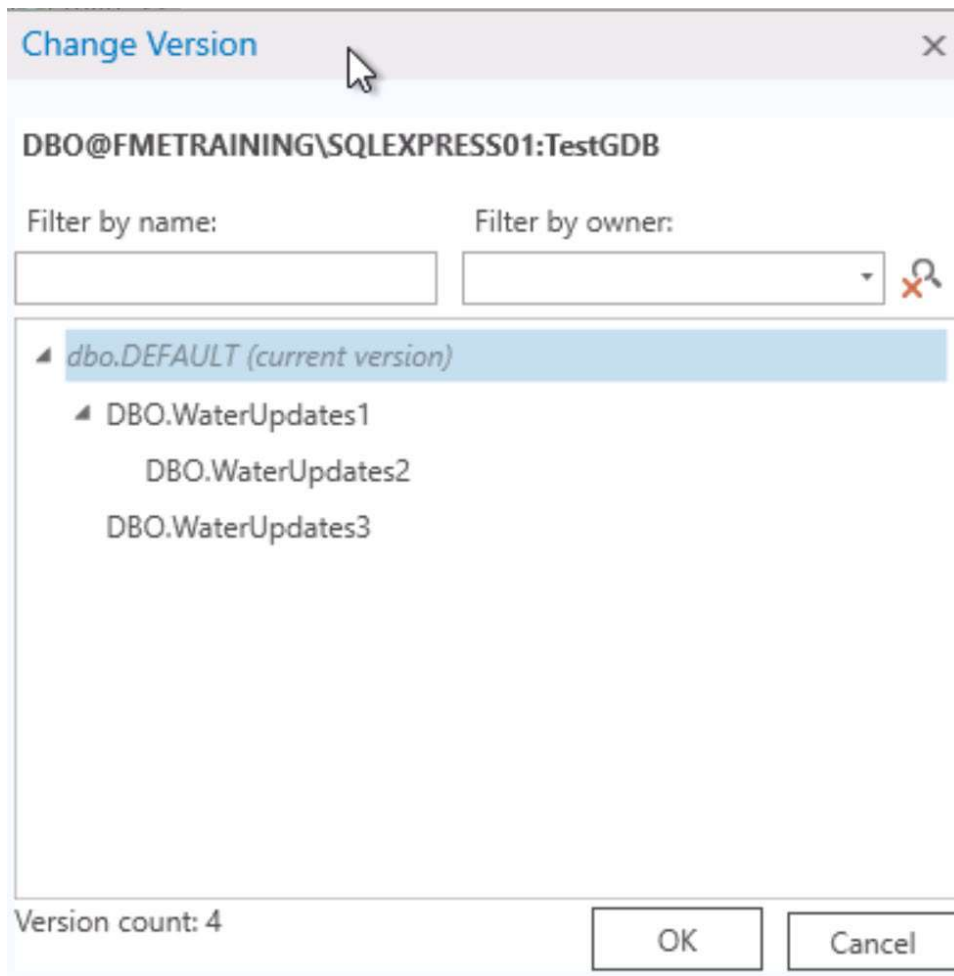 Change Version
DBO@FMETRAINING\SQLEXPRESS01:TestGDB
Filter by name: Filter by owner:
dbo.DEFAULT (current version)
DBO.WaterUpdates1
DBO.WaterUpdates2
DBO.WaterUpdates3
Version count: 4
OK Cancel